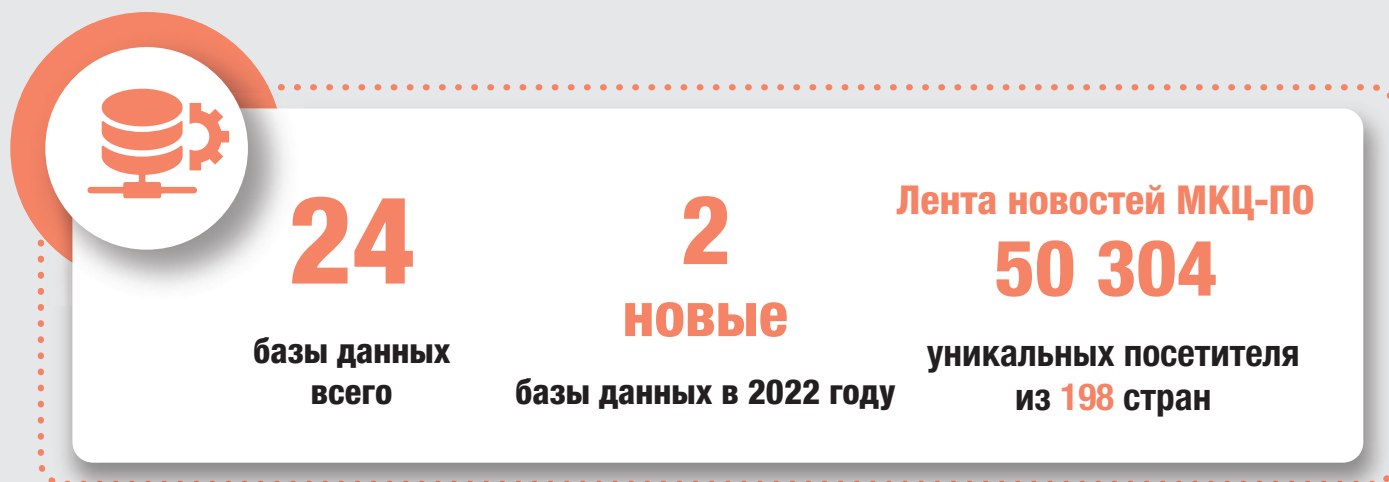 24
базы данных
всего
2
новые
базы данных в 2022 году
Лента новостей МКЦ-ПО
50 304
уникальных посетителя
из 198 стран